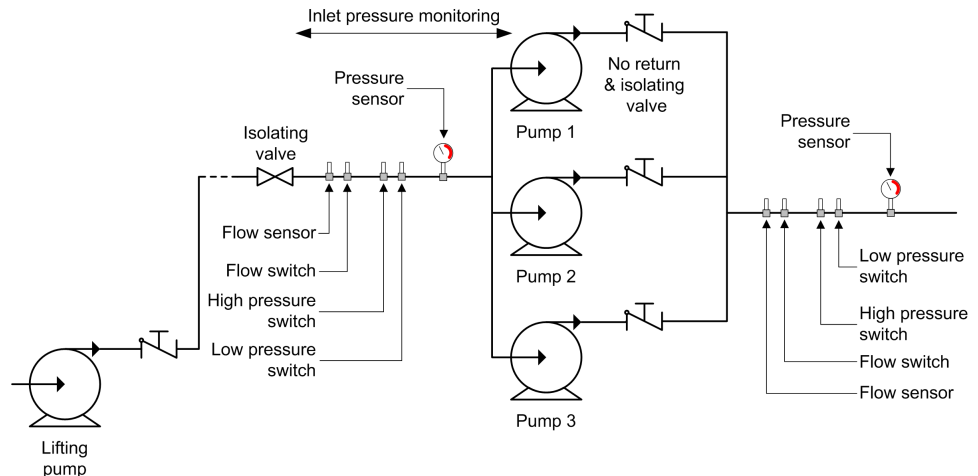 Inlet pressure monitoring
Pressure
sensor
No return
& isolating
valve
Pump 1
Isolating
valve
Pressure
sensor
Flow sensor
Flow switch
High pressure
switch
Low pressure
switch
Pump 2
Low pressure
switch
High pressure
switch
Flow switch
Flow sensor
Pump 3
Lifting
pump